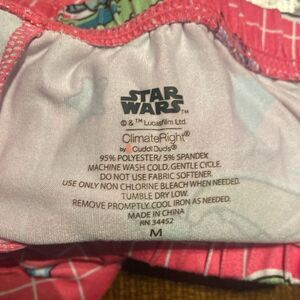 STAR
WARS™
© & ™ Lucasfilm Ltd.
ClimateRight®
by Cuddl Duds®
95% POLYESTER/ 5% SPANDEX
MACHINE WASH COLD, GENTLE CYCLE.
DO NOT USE FABRIC SOFTENER.
USE ONLY NON CHLORINE BLEACH WHEN NEEDED.
TUMBLE DRY LOW.
REMOVE PROMPTLY. COOL IRON AS NEEDED.
MADE IN CHINA
RN 34452
M